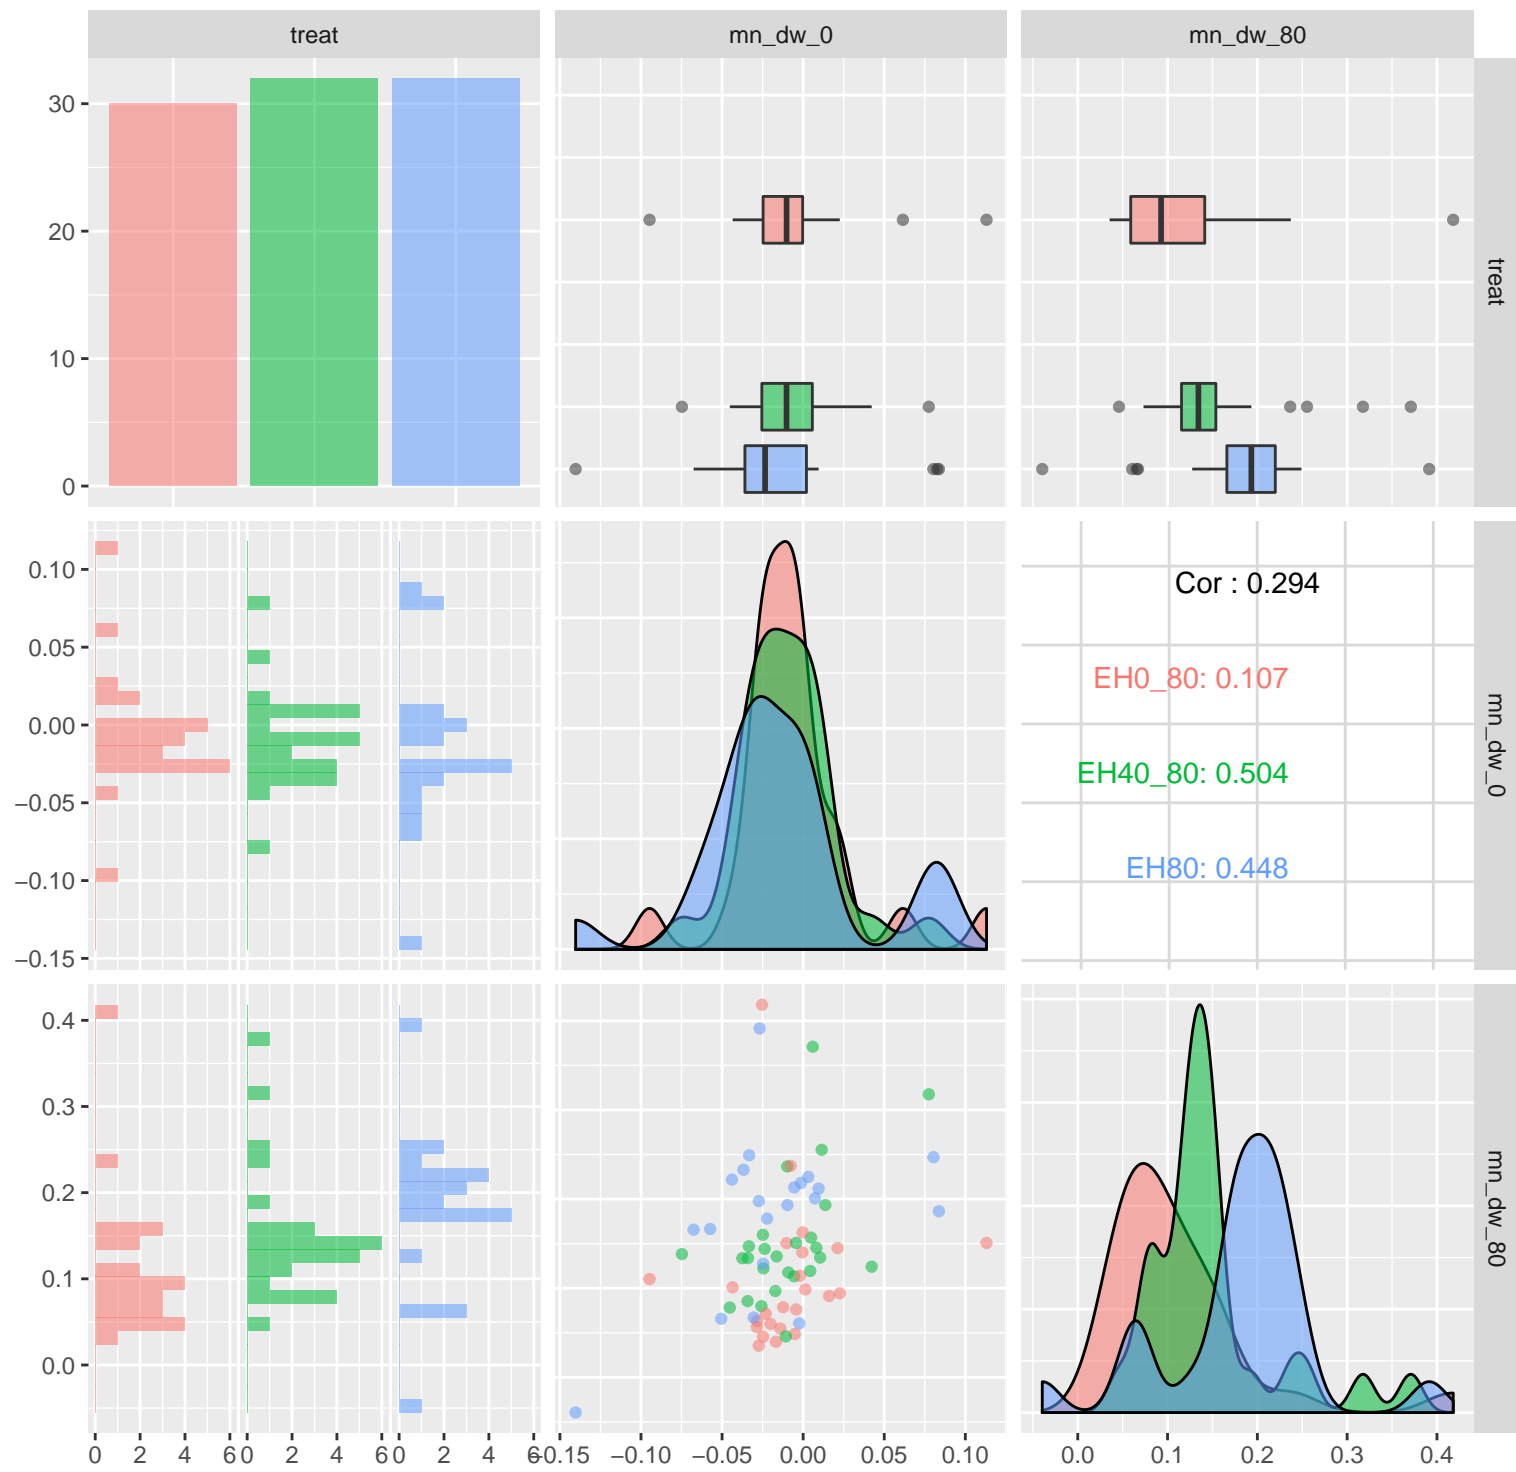 treat mn_dw_0 mn_dw_80
30
20
10
0
treat
0.10
0.05
0.00
−0.05
−0.10
−0.15
Cor : 0.294
EH0_80: 0.107
EH40_80: 0.504
EH80: 0.448
mn_dw_0
0.4
0.3
0.2
0.1
0.0
mn_dw_80
0 2 4 6 0 2 4 6 0 2 4 6 −0.15 −0.10 −0.05 0.00 0.05 0.10 0.0 0.1 0.2 0.3 0.4